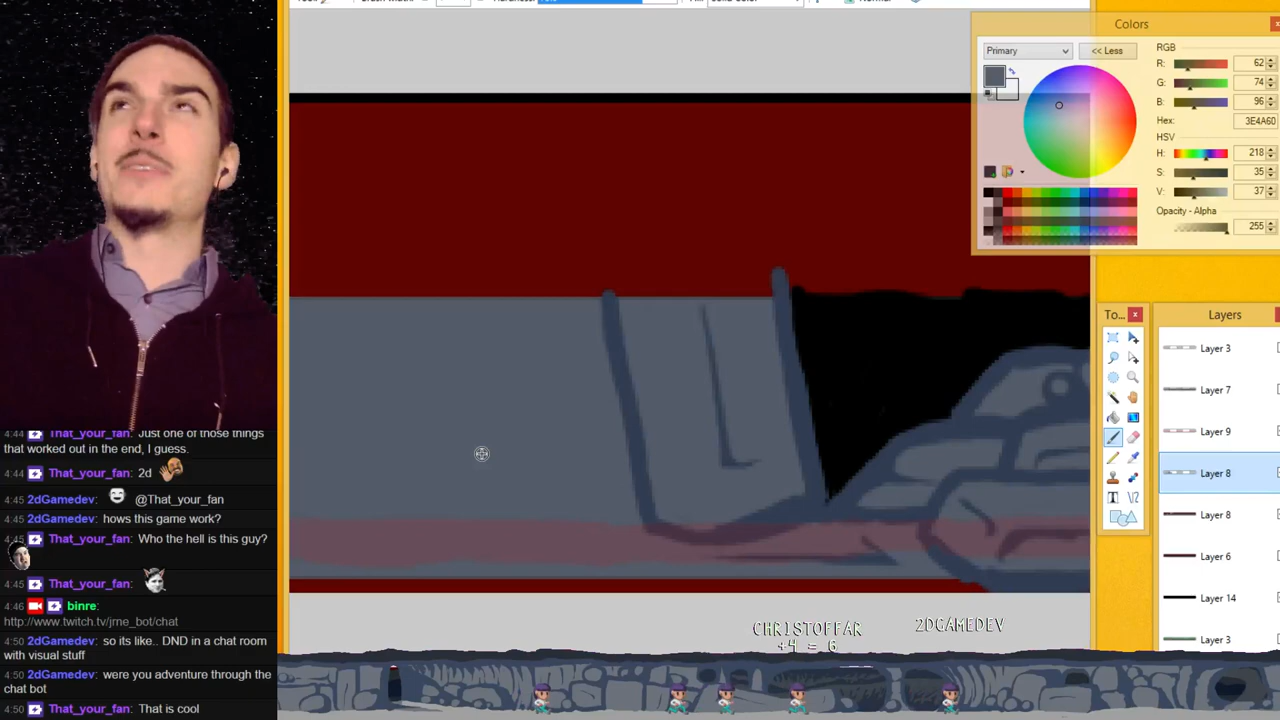 Colors
Primary
<< Less
RGB
R: 62
G: 74
B: 96
Hex: 3E4A60
HSV
H: 218
S: 35
V: 37
Opacity - Alpha
255
To...
Layers
Layer 3
Layer 7
Layer 9
Layer 8
Layer 8
Layer 6
Layer 14
Layer 3
4:44 That_your_fan: Just one of those things
that worked out in the end, I guess.
4:44 That_your_fan: 2d
4:45 2dGamedev: @That_your_fan
4:45 2dGamedev: hows this game work?
4:45 That_your_fan: Who the hell is this guy?
4:45 That_your_fan:
4:46 binre:
http://www.twitch.tv/jrne_bot/chat
4:50 2dGamedev: so its like.. DND in a chat room
with visual stuff
4:50 2dGamedev: were you adventure through the
chat bot
4:50 That_your_fan: That is cool
CHRISTOFFAR
+4 = 6
2DGAMEDEV